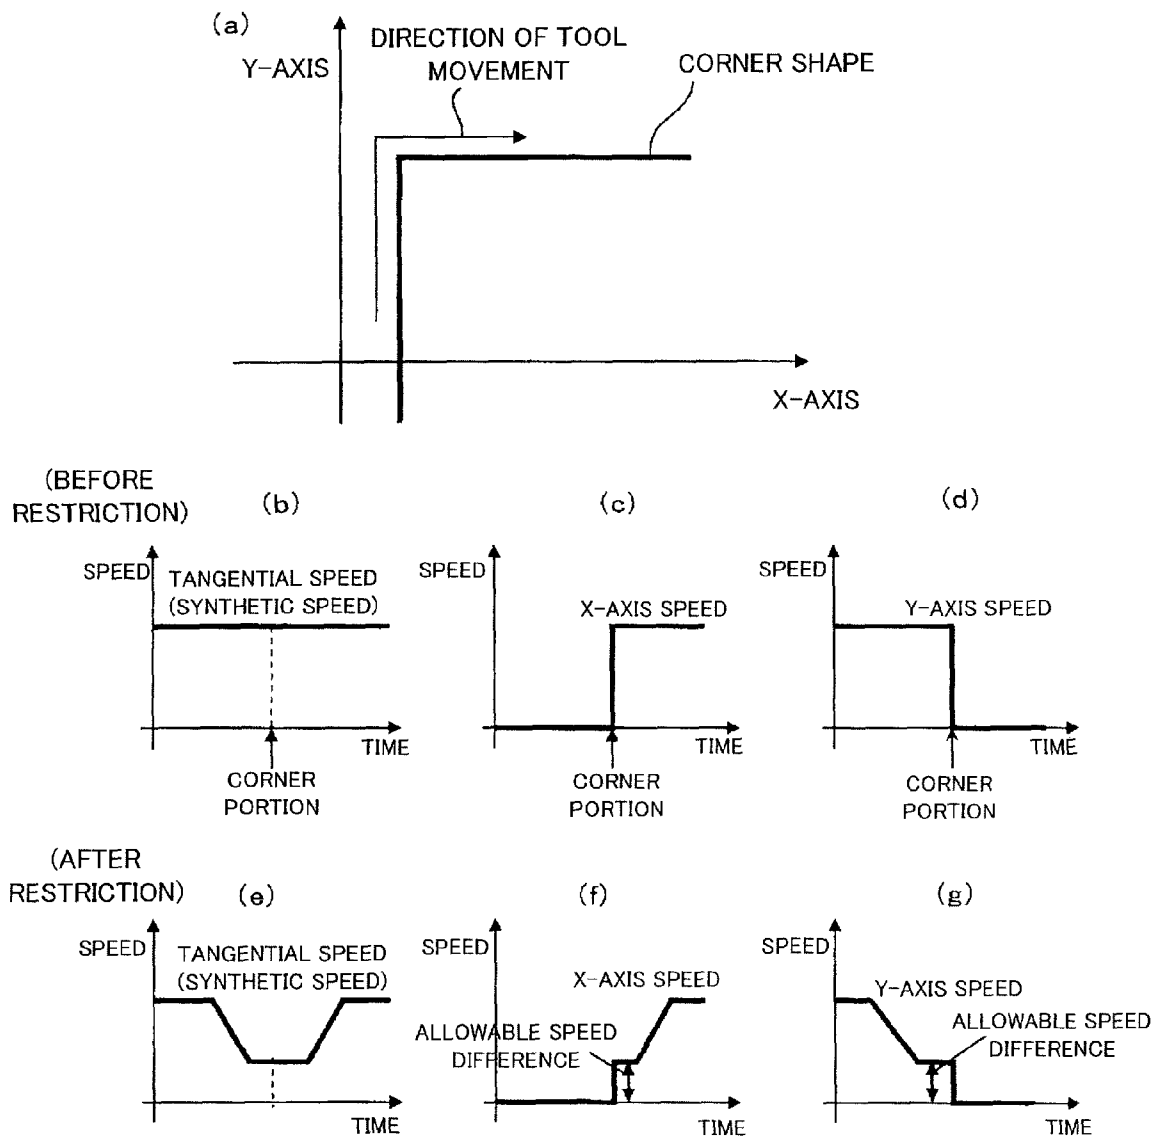 (a)
Y-AXIS
DIRECTION OF TOOL
MOVEMENT
CORNER SHAPE
X-AXIS
(BEFORE
RESTRICTION)
(b)
SPEED
TANGENTIAL SPEED
(SYNTHETIC SPEED)
TIME
CORNER
PORTION
(c)
SPEED
X-AXIS SPEED
TIME
CORNER
PORTION
(d)
SPEED
Y-AXIS SPEED
TIME
CORNER
PORTION
(AFTER
RESTRICTION)
(e)
SPEED
TANGENTIAL SPEED
(SYNTHETIC SPEED)
TIME
(f)
SPEED
X-AXIS SPEED
ALLOWABLE SPEED
DIFFERENCE
TIME
(g)
SPEED
Y-AXIS SPEED
ALLOWABLE SPEED
DIFFERENCE
TIME